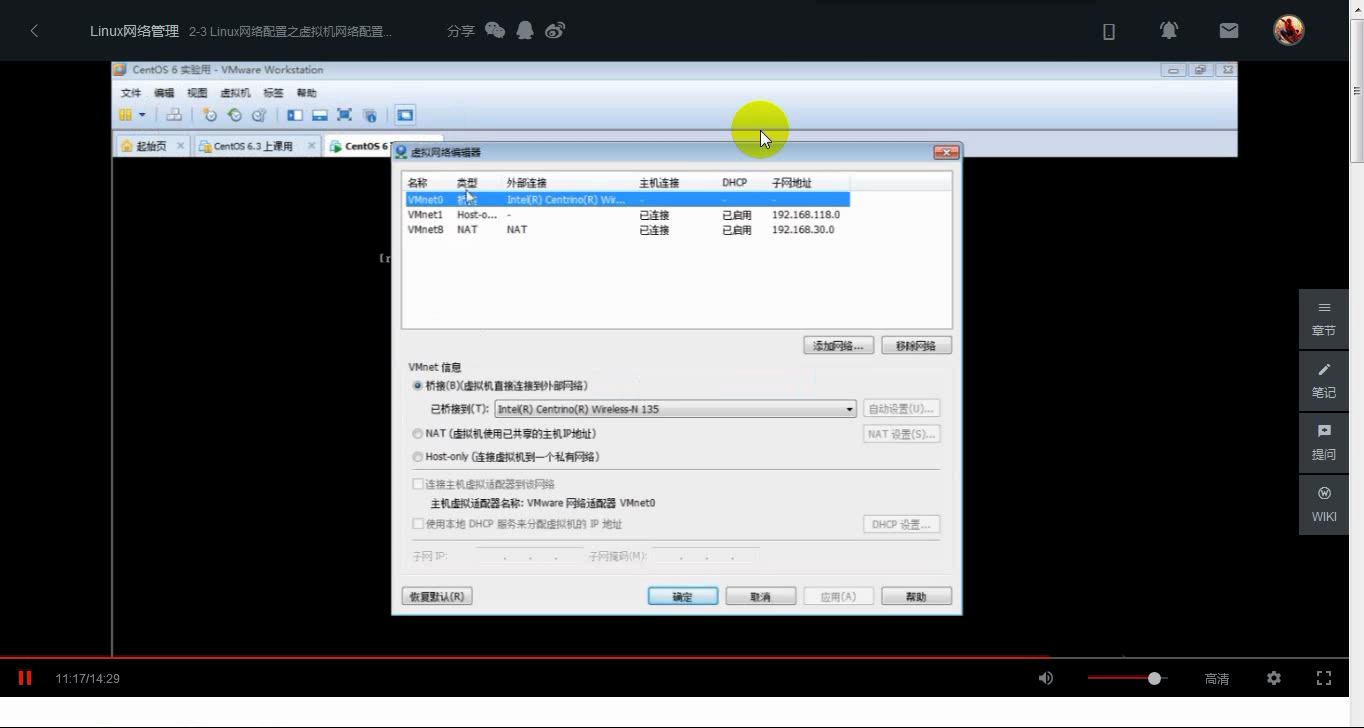 Linux网络管理 2-3 Linux网络配置之虚拟机网络配置... 分享
CentOS 6 实验用 - VMware Workstation
文件 编辑 视图 虚拟机 标签 帮助
起始页 CentOS 6.3 上课用 CentOS 6
虚拟网络编辑器
名称 类型 外部连接 主机连接 DHCP 子网地址
VMnet0 桥接 Intel(R) Centrino(R) Wir... - - -
VMnet1 Host-o... - 已连接 已启用 192.168.118.0
VMnet8 NAT NAT 已连接 已启用 192.168.30.0
[r
添加网络... 移除网络
VMnet 信息
桥接(B)(虚拟机直接连接到外部网络)
已桥接到(T): Intel(R) Centrino(R) Wireless-N 135 自动设置(U)...
NAT (虚拟机使用已共享的主机IP地址) NAT 设置(S)...
Host-only (连接虚拟机到一个私有网络)
连接主机虚拟适配器到该网络
主机虚拟适配器名称: VMware 网络适配器 VMnet0
使用本地 DHCP 服务来分配虚拟机的 IP 地址 DHCP 设置...
子网 IP: . . . 子网掩码(M): . . .
恢复默认(R) 确定 取消 应用(A) 帮助
章节
笔记
提问
WIKI
11:17/14:29 高清